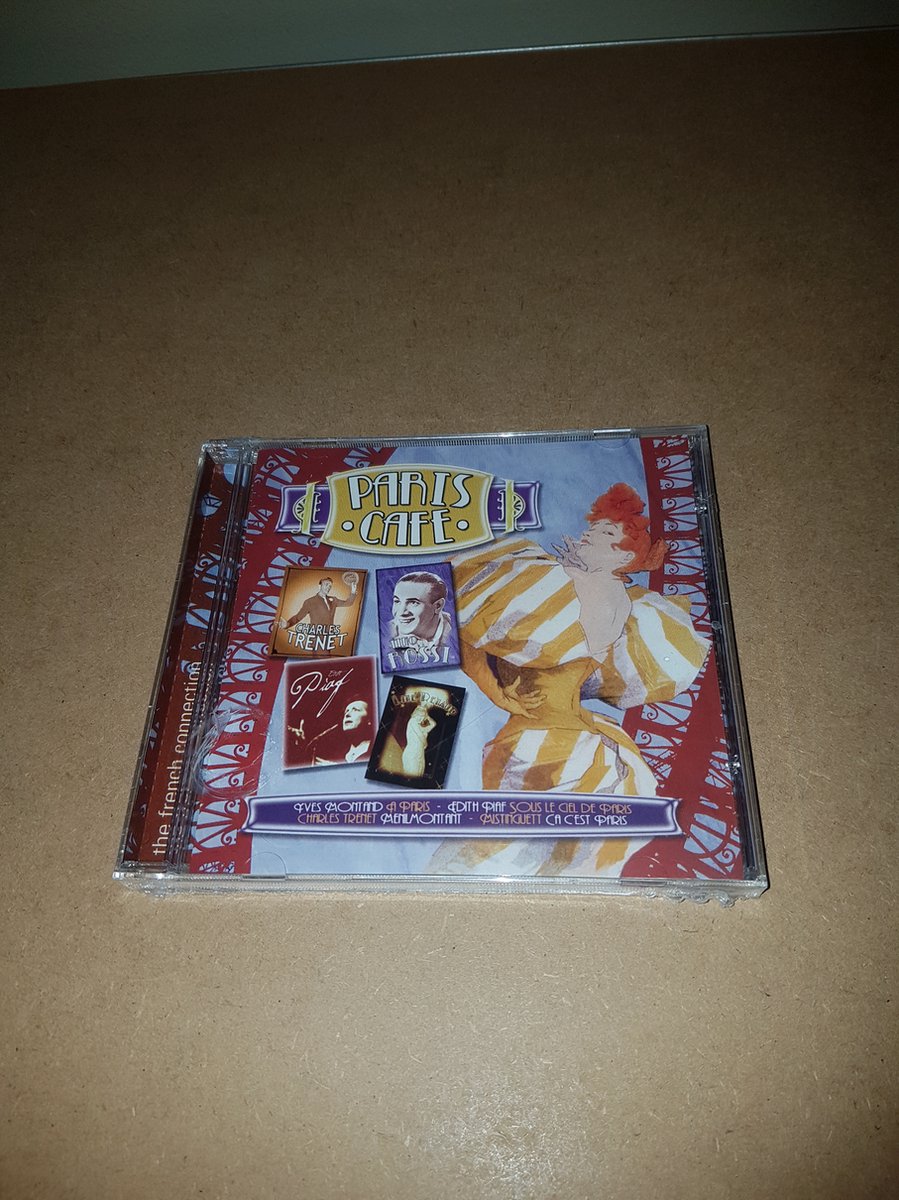 PARIS
• CAFE •
CHARLES
TRENET
TINO
ROSSI
Edith
Piaf
the french connection
YVES MONTAND A PARIS - EDITH PIAF SOUS LE CIEL DE PARIS
CHARLES TRENET MENILMONTANT - MISTINGUETT CA C'EST PARIS